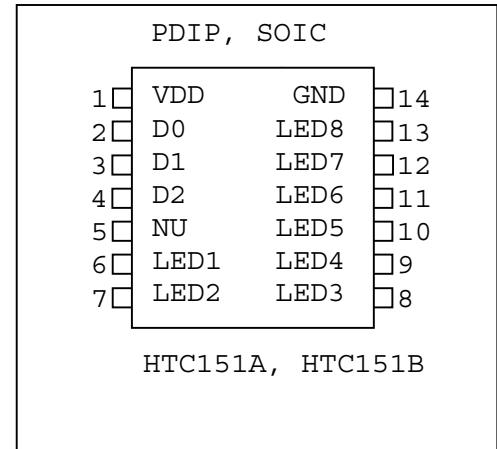 PDIP, SOIC
1 VDD GND 14
2 D0 LED8 13
3 D1 LED7 12
4 D2 LED6 11
5 NU LED5 10
6 LED1 LED4 9
7 LED2 LED3 8
HTC151A, HTC151B